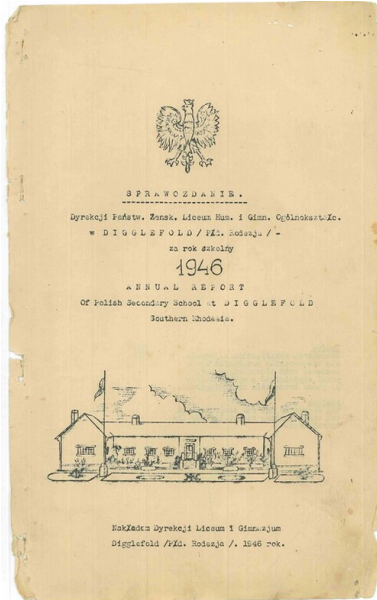 SPRAWOZDANIE.
Dyrekcji Państw. Żensk. Liceum Hum. i Gimn. Ogólnokształc.
w DIGGLEFOLD /Płd. Rodezja/ -
za rok szkolny
1946
ANNUAL REPORT
Of Polish Secondary School at DIGGLEFOLD
Southern Rhodesia.
Nakładem Dyrekcji Liceum i Gimnazjum
Digglefold /Płd. Rodezja/. 1946 rok.